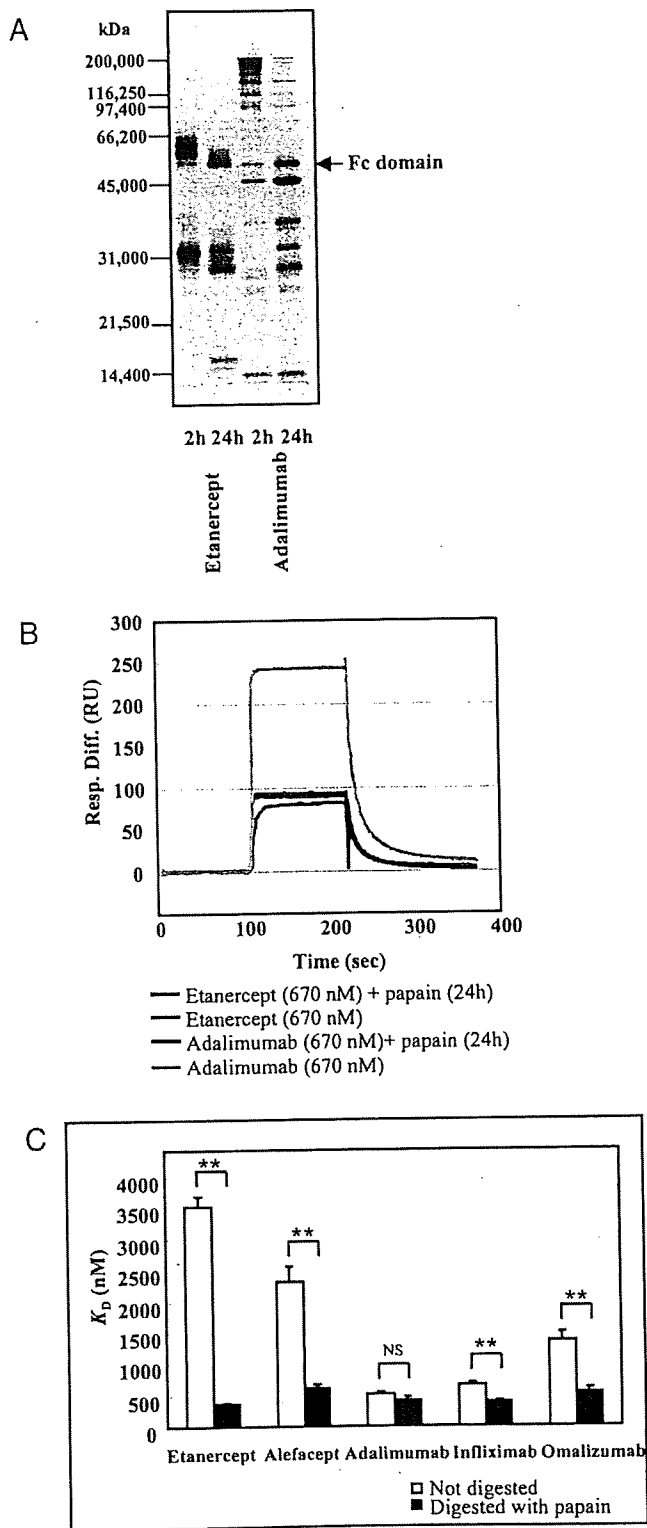 A
kDa
200,000
116,250
97,400
66,200
45,000
31,000
21,500
14,400
Fc domain
2h 24h 2h 24h
Etanercept
Adalimumab
B
Resp. Diff. (RU)
300
250
200
150
100
50
0
0 100 200 300 400
Time (sec)
Etanercept (670 nM) + papain (24h)
Etanercept (670 nM)
Adalimumab (670 nM)+ papain (24h)
Adalimumab (670 nM)
C
KD (nM)
4000
3500
3000
2500
2000
1500
1000
500
0
**
**
NS
**
**
Etanercept Alefacept Adalimumab Infliximab Omalizumab
Not digested
Digested with papain